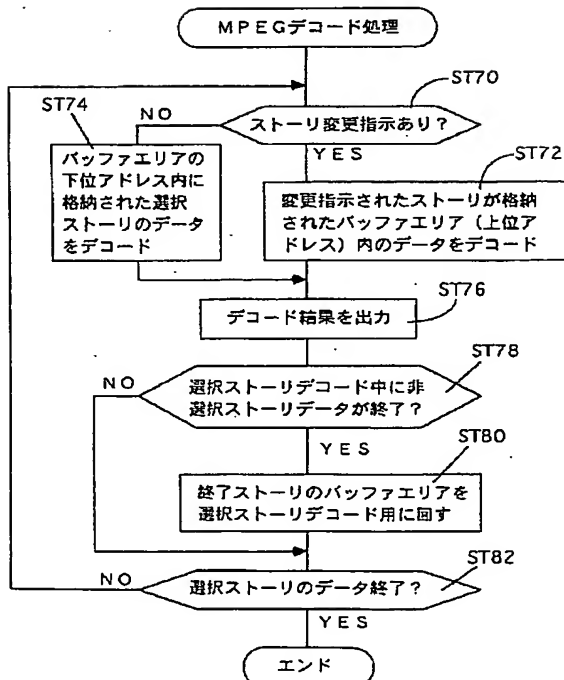 MPEGデコード処理
ST70
ストーリ変更指示あり？
NO
YES
ST74
バッファエリアの
下位アドレス内に
格納された選択
ストーリのデータ
をデコード
ST72
変更指示されたストーリが格納
されたバッファエリア（上位ア
ドレス）内のデータをデコード
ST76
デコード結果を出力
ST78
選択ストーリデコード中に非
選択ストーリデータが終了？
NO
YES
ST80
終了ストーリのバッファエリアを
選択ストーリデコード用に回す
ST82
選択ストーリのデータ終了？
NO
YES
エンド